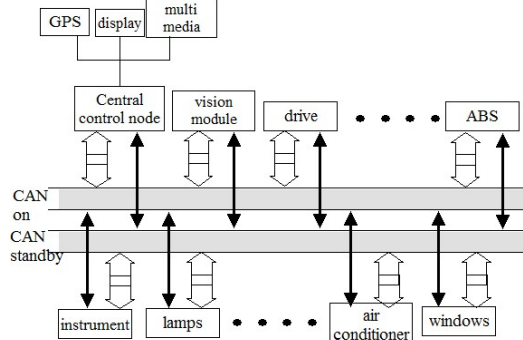 GPS
display
multi
media
Central
control node
vision
module
drive
ABS
CAN
on
CAN
standby
instrument
lamps
air
conditioner
windows